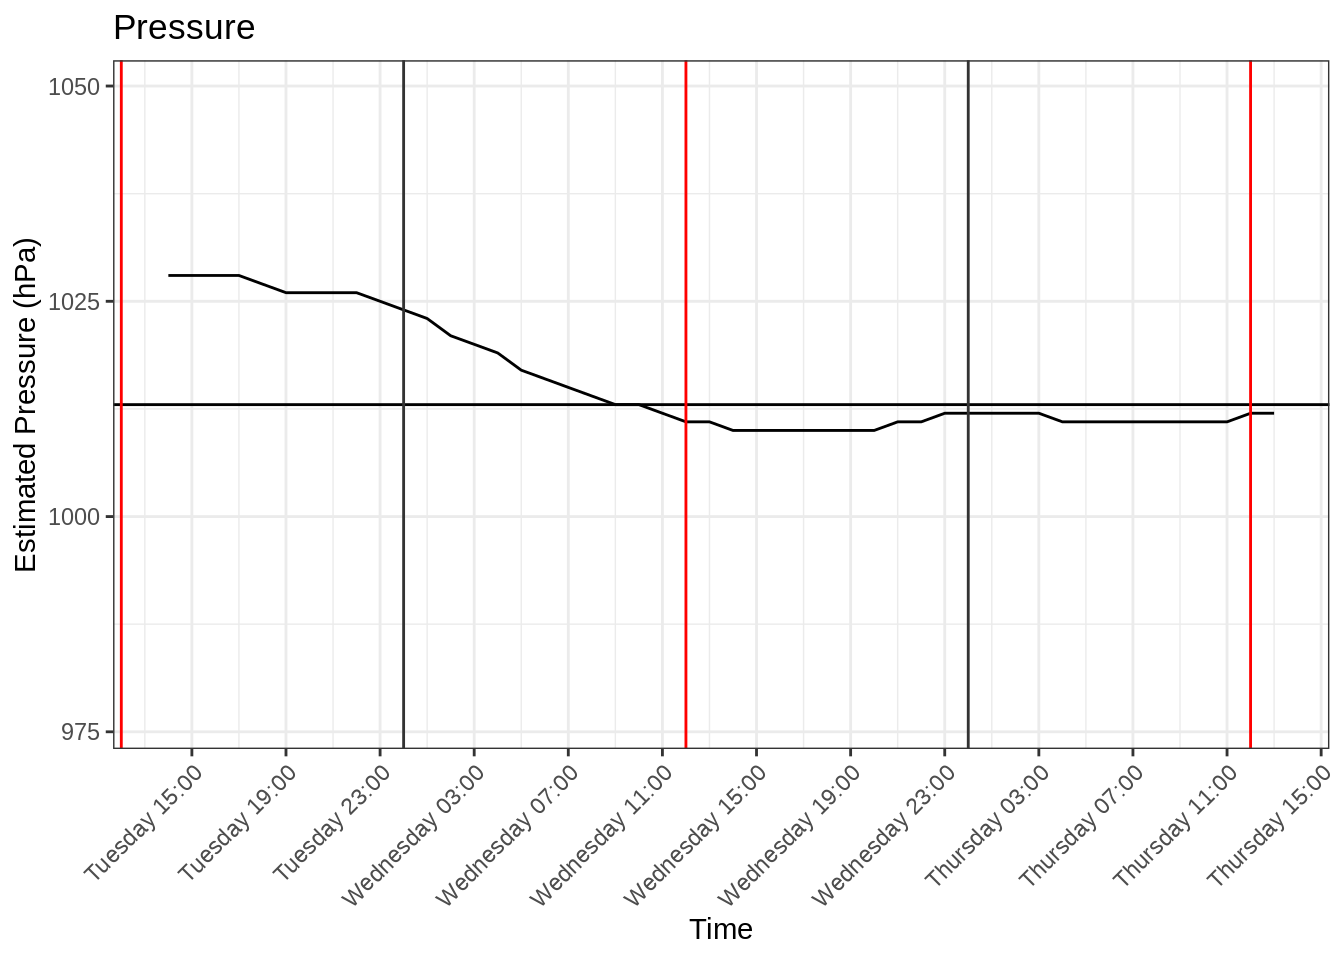 Pressure
Estimated Pressure (hPa)
1050
1025
1000
975
Tuesday 15:00
Tuesday 19:00
Tuesday 23:00
Wednesday 03:00
Wednesday 07:00
Wednesday 11:00
Wednesday 15:00
Wednesday 19:00
Wednesday 23:00
Thursday 03:00
Thursday 07:00
Thursday 11:00
Thursday 15:00
Time